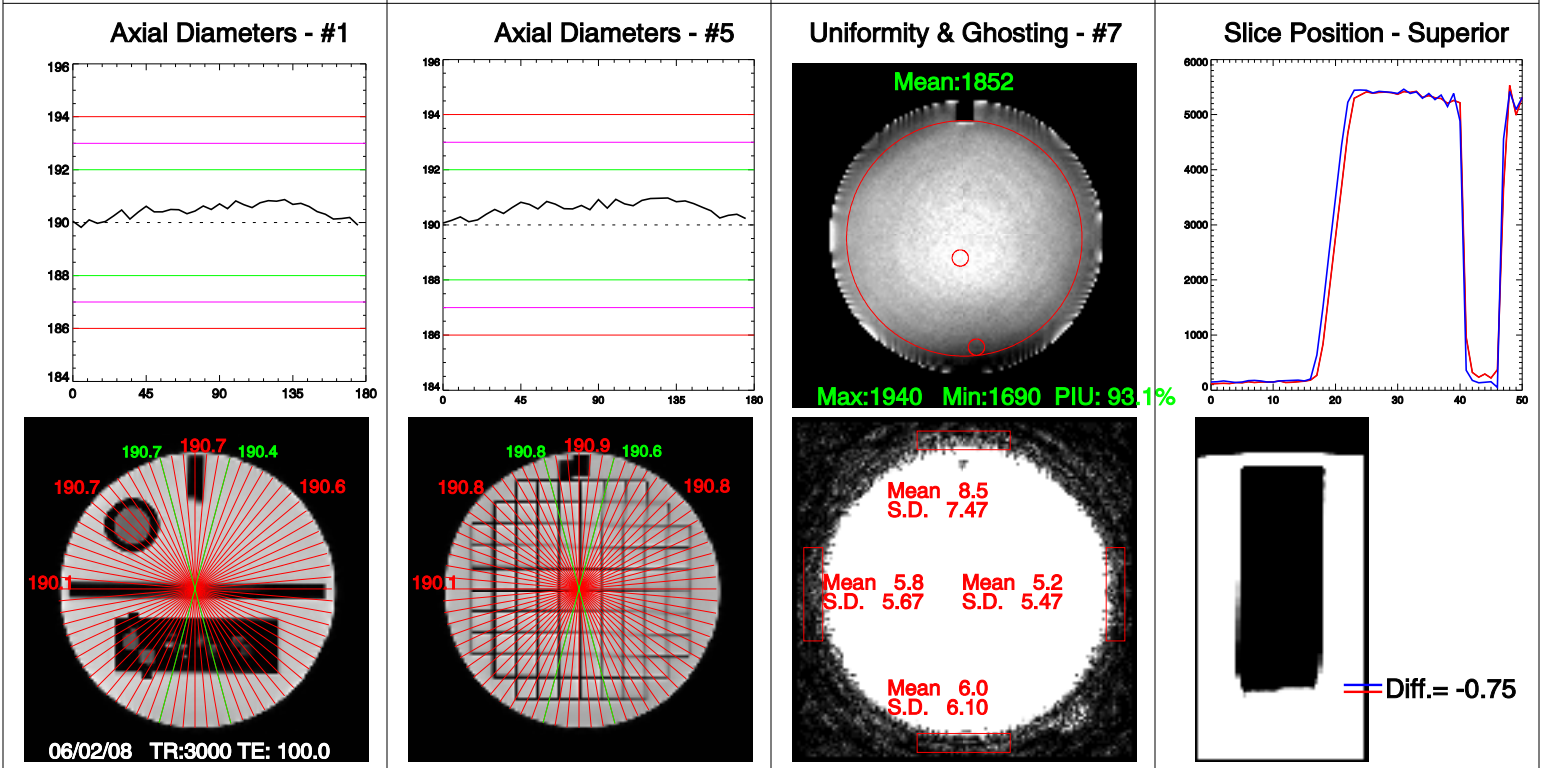 Axial Diameters - #1
196
194
192
190
188
186
184
0 45 90 135 180
190.7 190.7 190.4
190.7 190.6
190.1
06/02/08 TR:3000 TE: 100.0
Axial Diameters - #5
196
194
192
190
188
186
184
0 45 90 135 180
190.8 190.9 190.6
190.8 190.8
190.1
Uniformity & Ghosting - #7
Mean:1852
Max:1940 Min:1690 PIU: 93.1%
Mean 8.5
S.D. 7.47
Mean 5.8 Mean 5.2
S.D. 5.67 S.D. 5.47
Mean 6.0
S.D. 6.10
Slice Position - Superior
6000
5000
4000
3000
2000
1000
0
0 10 20 30 40 50
Diff.= -0.75